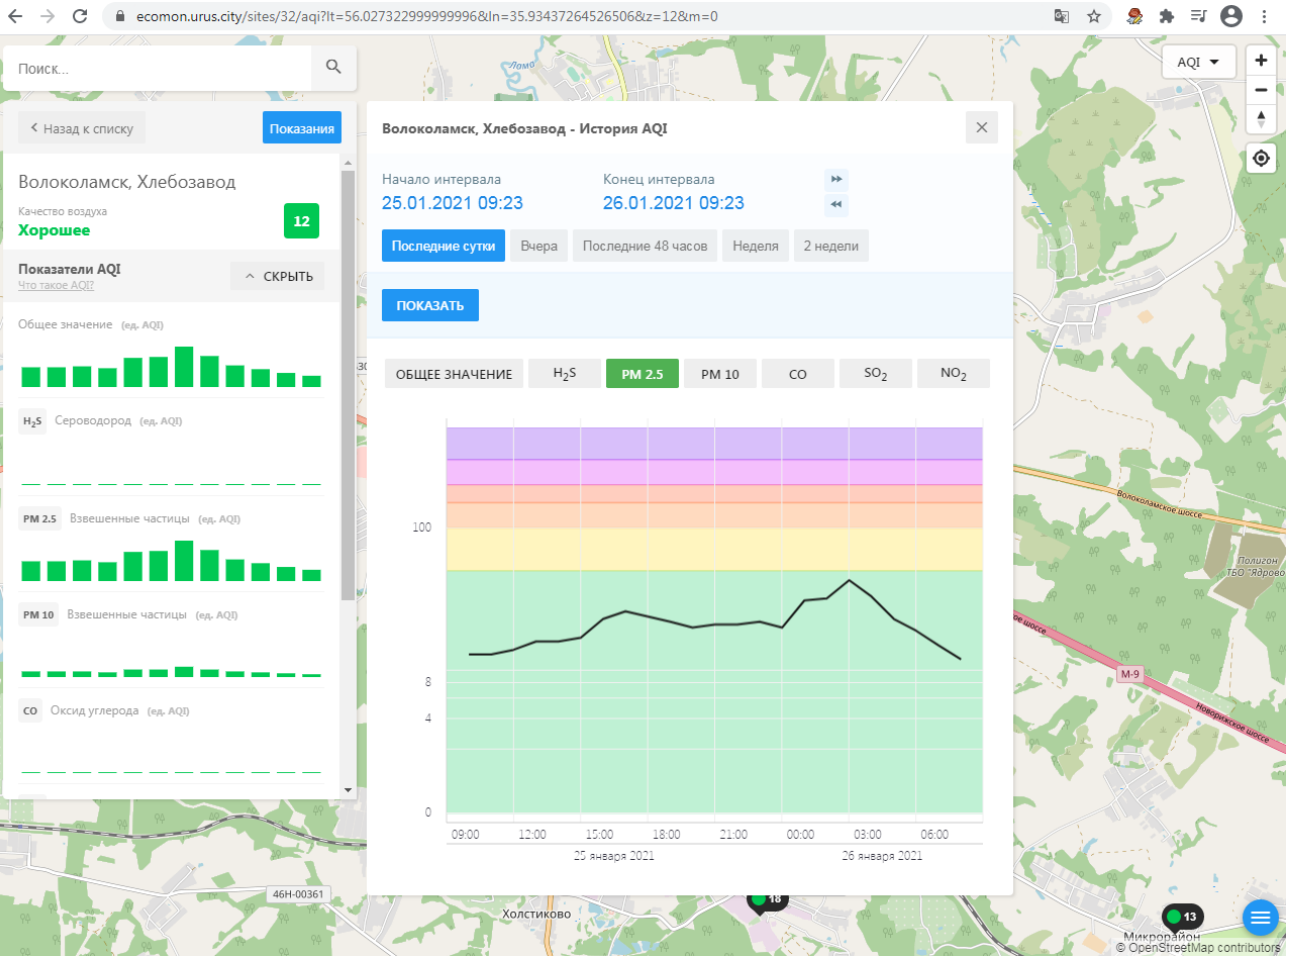 ecomon.urus.city/sites/32/aqi?lt=56.027322999999996&ln=35.93437264526506&z=12&m=0
Поиск...
AQI
Лама
Назад к списку
Показания
Волоколамск, Хлебозавод
Качество воздуха
Хорошее
12
Показатели AQI
Что такое AQI?
СКРЫТЬ
Общее значение (ед. AQI)
H₂S Сероводород (ед. AQI)
PM 2.5 Взвешенные частицы (ед. AQI)
PM 10 Взвешенные частицы (ед. AQI)
CO Оксид углерода (ед. AQI)
Волоколамск, Хлебозавод - История AQI
Начало интервала
Конец интервала
25.01.2021 09:23
26.01.2021 09:23
Последние сутки
Вчера
Последние 48 часов
Неделя
2 недели
ПОКАЗАТЬ
ОБЩЕЕ ЗНАЧЕНИЕ
H₂S
PM 2.5
PM 10
CO
SO₂
NO₂
100
8
4
0
09:00 12:00 15:00 18:00 21:00 00:00 03:00 06:00
25 января 2021
26 января 2021
Волоколамское шоссе
Полигон
ТБО "Ядрово
ое шоссе
М-9
Новорижское шоссе
46Н-00361
Холстиково
18
13
Микрорайон
© OpenStreetMap contributors